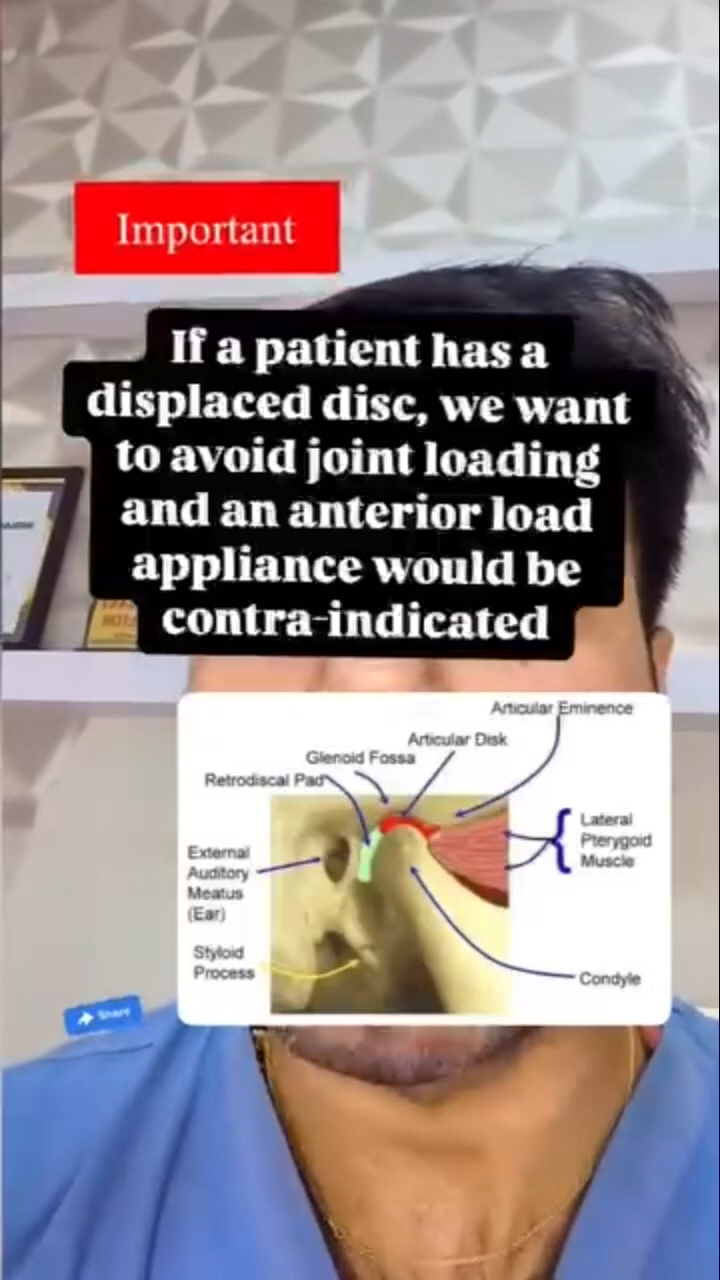 Important
If a patient has a
displaced disc, we want
to avoid joint loading
and an anterior load
appliance would be
contra-indicated
Articular Eminence
Articular Disk
Glenoid Fossa
Retrodiscal Pad
Lateral
Pterygoid
Muscle
External
Auditory
Meatus
(Ear)
Styloid
Process
Condyle
Share